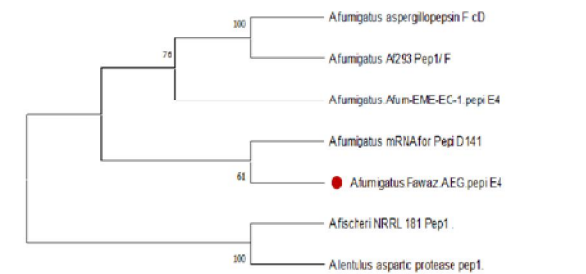 100
Afumigatus aspergillopepsin F cD
76
Afumigatus Af293 Pep1/ F
Afumigatus.Afum-EME-EC-1.pepi E4
Afumigatus mRNA for Pepi D141
61
Afumigatus.Fawaz.AEG.pepi E4
Afischeri NRRL 181 Pep1 .
100
Alentulus aspartic protease pep1.